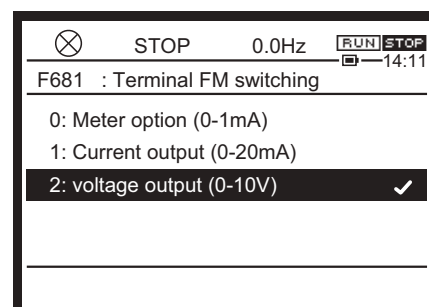 STOP 0.0Hz RUN STOP
14:11
F681 : Terminal FM switching
0: Meter option (0-1mA)
1: Current output (0-20mA)
2: voltage output (0-10V)